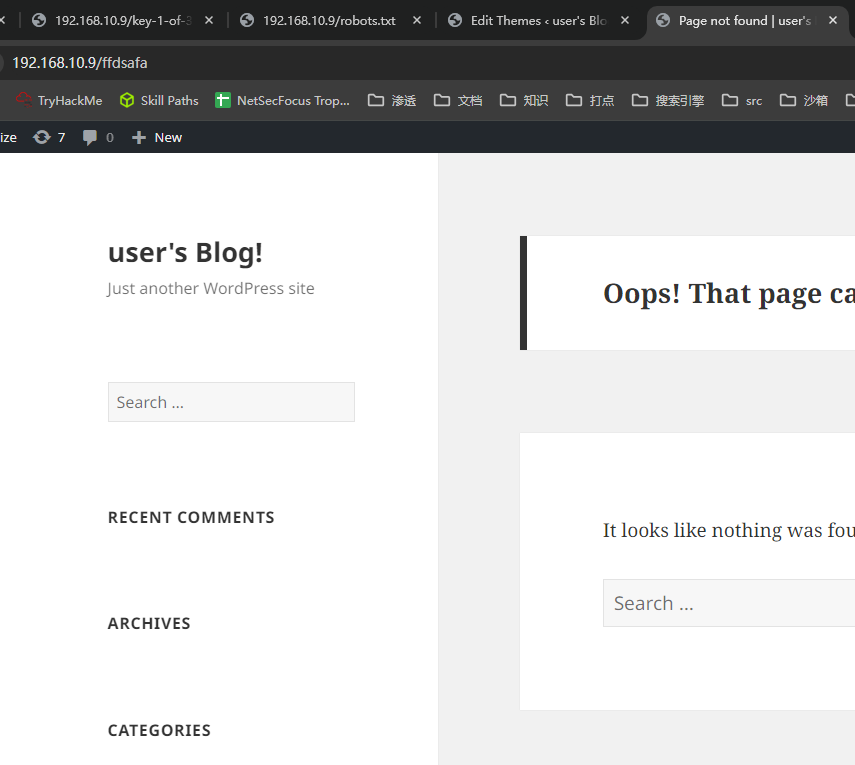 192.168.10.9/key-1-of-3
192.168.10.9/robots.txt
Edit Themes ‹ user's Blo
Page not found | user's
192.168.10.9/ffdsafa
TryHackMe
Skill Paths
NetSecFocus Trop...
渗透
文档
知识
打点
搜索引擎
src
沙箱
ize
7
0
New
user's Blog!
Just another WordPress site
Search ...
RECENT COMMENTS
ARCHIVES
CATEGORIES
Oops! That page ca
It looks like nothing was fou
Search ...